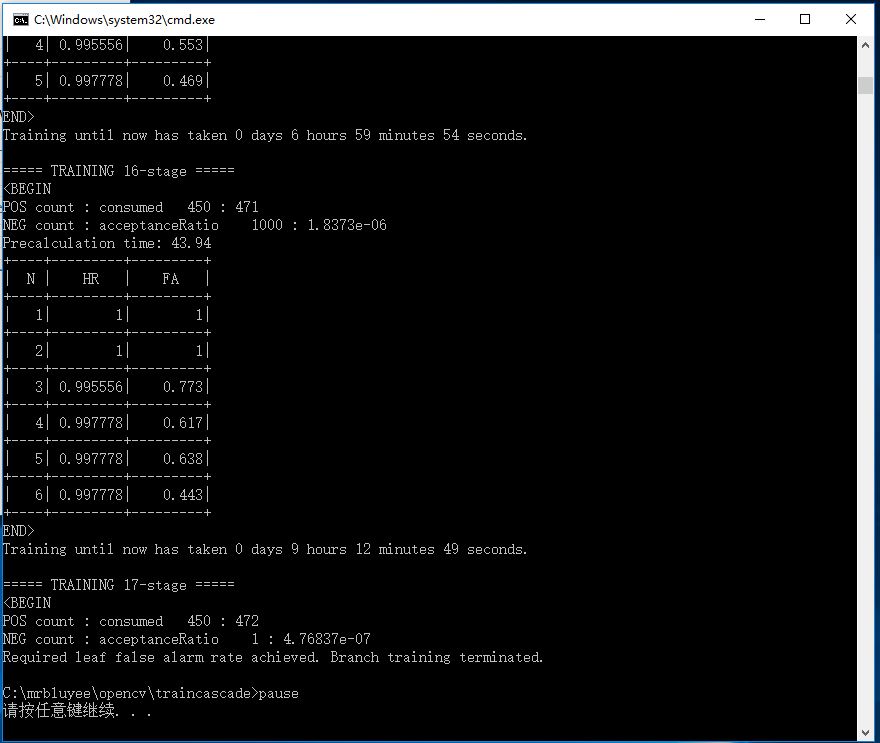 C:\Windows\system32\cmd.exe
|   4| 0.995556|    0.553|
+----+---------+---------+
|   5| 0.997778|    0.469|
+----+---------+---------+
END>
Training until now has taken 0 days 6 hours 59 minutes 54 seconds.
===== TRAINING 16-stage =====
<BEGIN
POS count : consumed   450 : 471
NEG count : acceptanceRatio    1000 : 1.8373e-06
Precalculation time: 43.94
+----+---------+---------+
|  N |    HR   |    FA   |
+----+---------+---------+
|   1|        1|        1|
+----+---------+---------+
|   2|        1|        1|
+----+---------+---------+
|   3| 0.995556|    0.773|
+----+---------+---------+
|   4| 0.997778|    0.617|
+----+---------+---------+
|   5| 0.997778|    0.638|
+----+---------+---------+
|   6| 0.997778|    0.443|
+----+---------+---------+
END>
Training until now has taken 0 days 9 hours 12 minutes 49 seconds.
===== TRAINING 17-stage =====
<BEGIN
POS count : consumed   450 : 472
NEG count : acceptanceRatio    1 : 4.76837e-07
Required leaf false alarm rate achieved. Branch training terminated.
C:\mrbluyee\opencv\traincascade>pause
请按任意键继续. . .